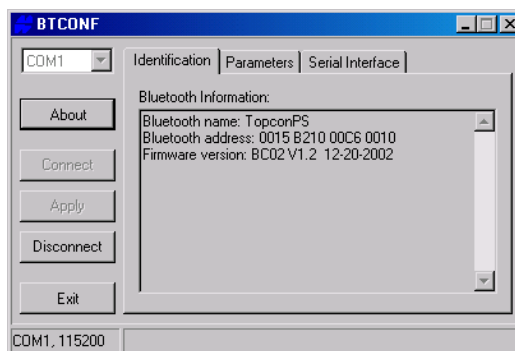 BTCONF
COM1
Identification
Parameters
Serial Interface
About
Connect
Apply
Disconnect
Exit
Bluetooth Information:
Bluetooth name: TopconPS
Bluetooth address: 0015 B210 00C6 0010
Firmware version: BC02 V1.2 12-20-2002
COM1, 115200